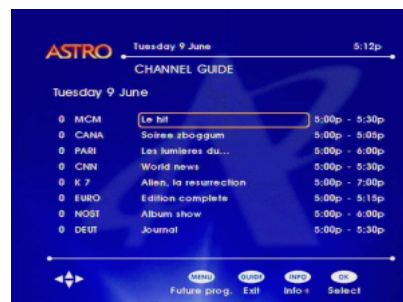 ASTRO Tuesday 9 June 5:12p
CHANNEL GUIDE
Tuesday 9 June
0 MCM Le hit 5:00p - 5:30p
0 CANA Soiree zboggum 5:00p - 5:05p
0 PARI Les lumieres du... 5:00p - 6:00p
0 CNN World news 5:00p - 5:30p
0 K 7 Alien, la resurrection 5:00p - 7:00p
0 EURO Edition complete 5:00p - 5:15p
0 NOST Album show 5:00p - 6:00p
0 DEUT Journal 5:00p - 5:30p
MENU GUIDE INFO OK
Future prog. Exit Info+ Select